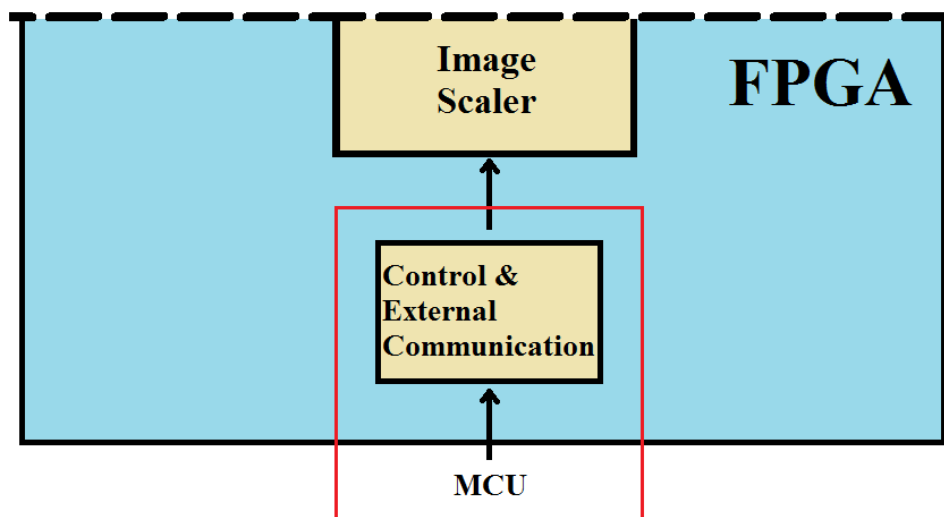 Image
Scaler
FPGA
Control &
External
Communication
MCU